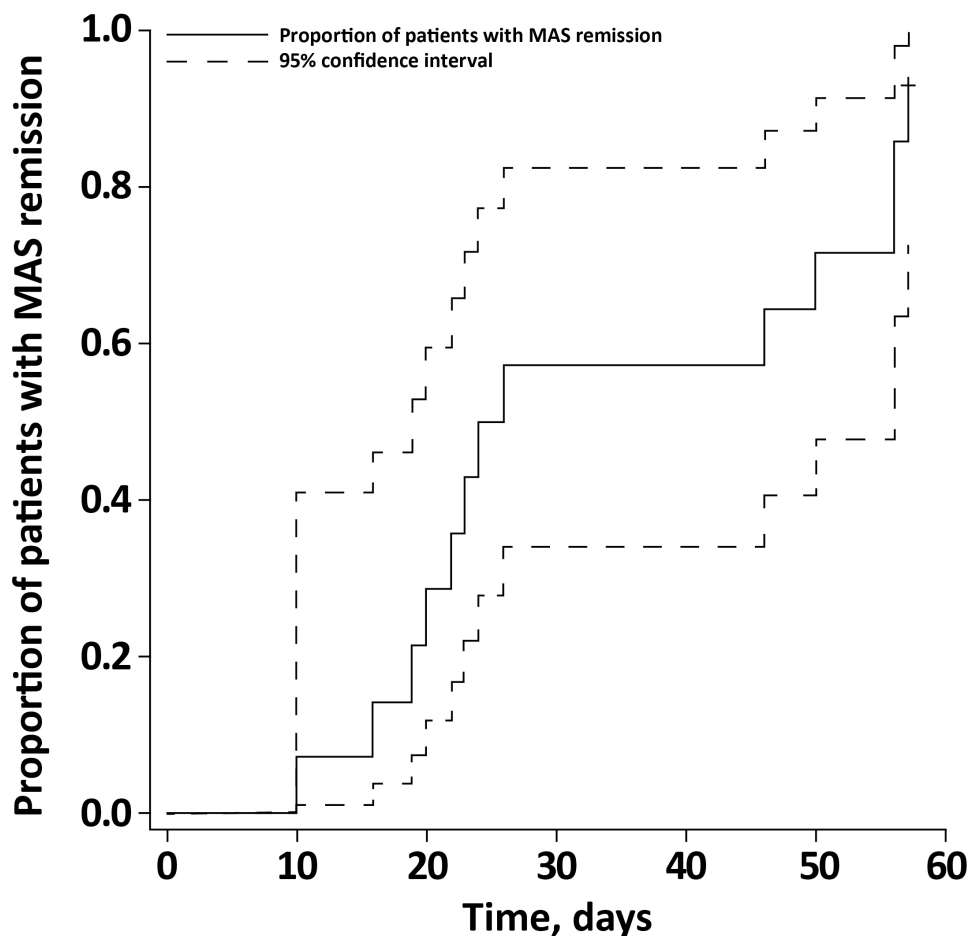 Proportion of patients with MAS remission
95% confidence interval
Proportion of patients with MAS remission
1.0
0.8
0.6
0.4
0.2
0.0
0 10 20 30 40 50 60
Time, days